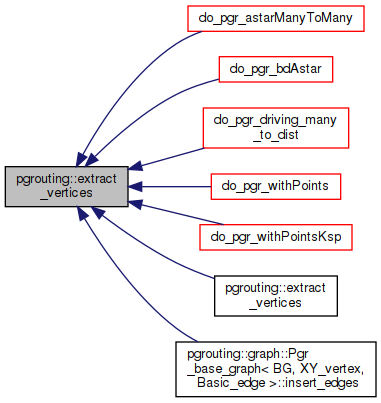 do_pgr_astarManyToMany
do_pgr_bdAstar
do_pgr_driving_many
_to_dist
pgrouting::extract
_vertices
do_pgr_withPoints
do_pgr_withPointsKsp
pgrouting::extract
_vertices
pgrouting::graph::Pgr
_base_graph< BG, XY_vertex,
Basic_edge >::insert_edges